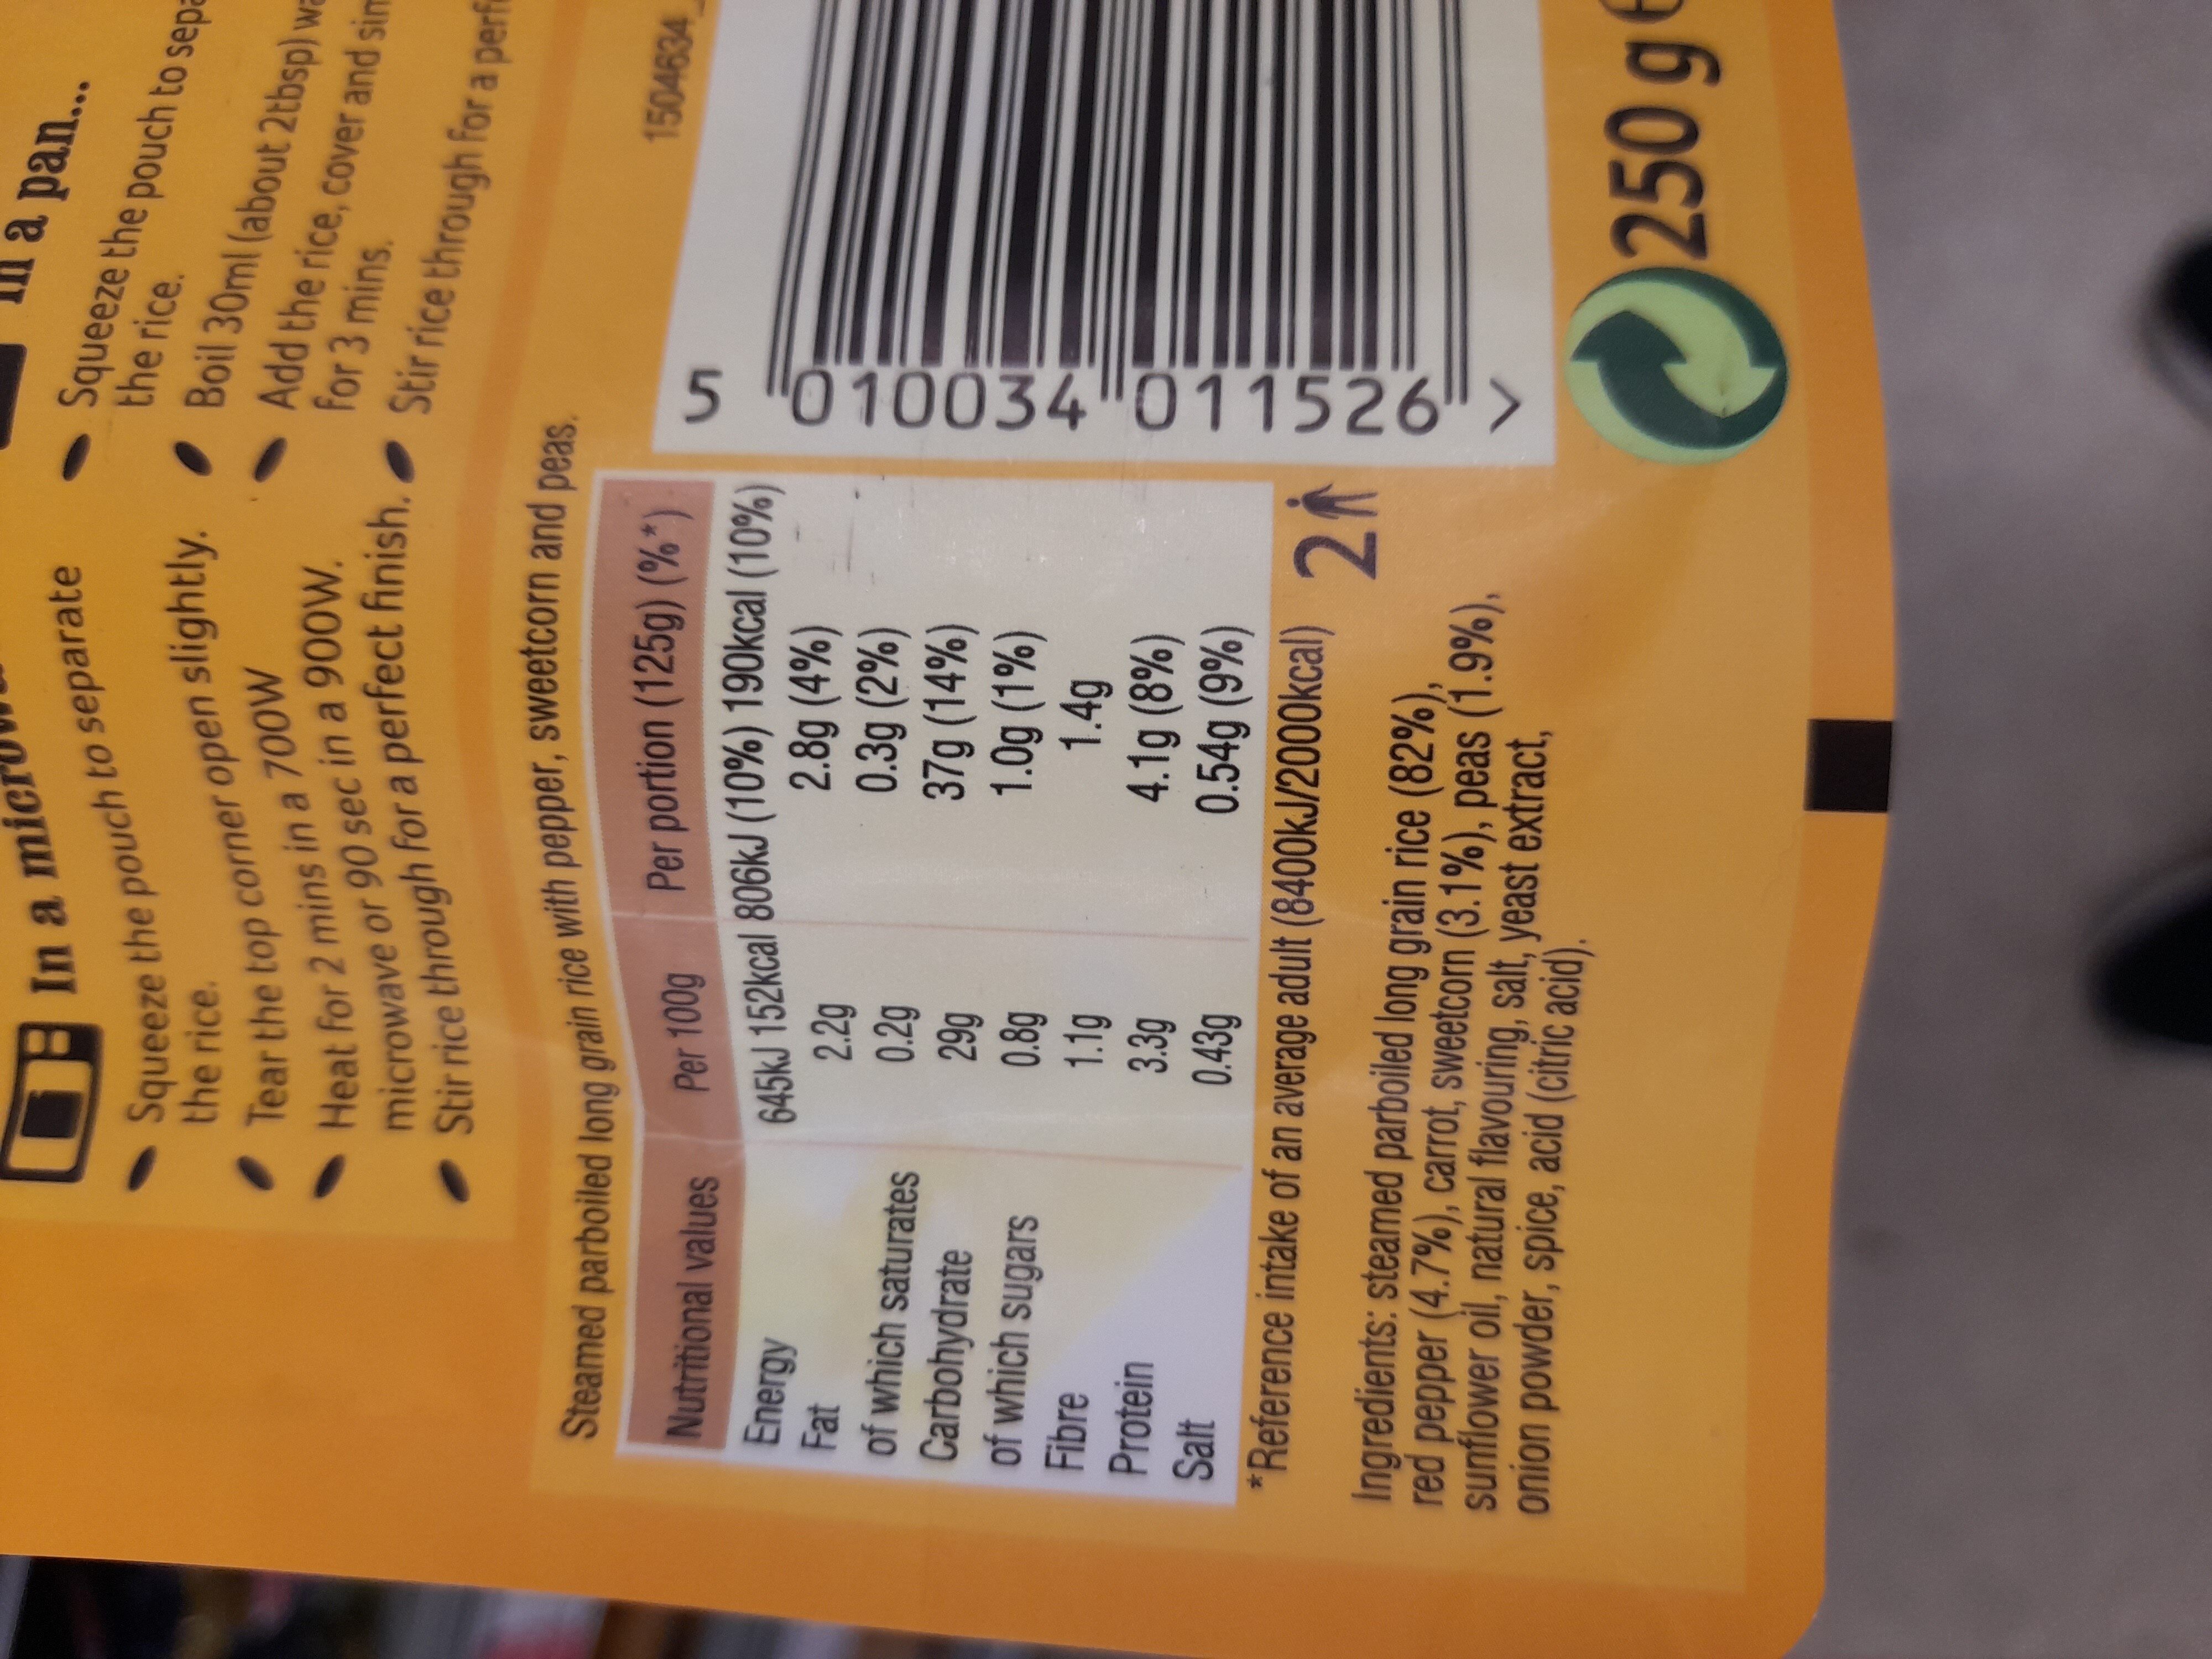 In a
Squeeze the pouch to separate
the rice.
Tear the top corner open slightly.
Heat for 2 mins in a 700W
microwave or 90 sec in a 900W.
Stir rice through for a perfect finish.
in a pan...
Squeeze the pouch to
the rice.
Boil 30ml (about 2tbsp)
Add the rice, cover and
for 3 mins.
Stir rice through for a
Steamed parboiled long grain rice with pepper, sweetcorn and peas.
Nutritional values Per 100g Per portion (125g) (%*)
Energy 645kJ 152kcal 806kJ (10%) 190kcal (10%)
Fat 2.2g 2.8g (4%)
of which saturates 0.2g 0.3g (2%)
Carbohydrate 29g 37g (14%)
of which sugars 0.8g 1.0g (1%)
Fibre 1.1g 1.4g
Protein 3.3g 4.1g (8%)
Salt 0.43g 0.54g (9%)
*Reference intake of an average adult (8400kJ/2000kcal)
2
Ingredients: steamed parboiled long grain rice (82%),
red pepper (4.7%), carrot, sweetcorn (3.1%), peas (1.9%),
sunflower oil, natural flavouring, salt, yeast extract,
onion powder, spice, acid (citric acid).
1504634
5 010034 011526 >
250 g